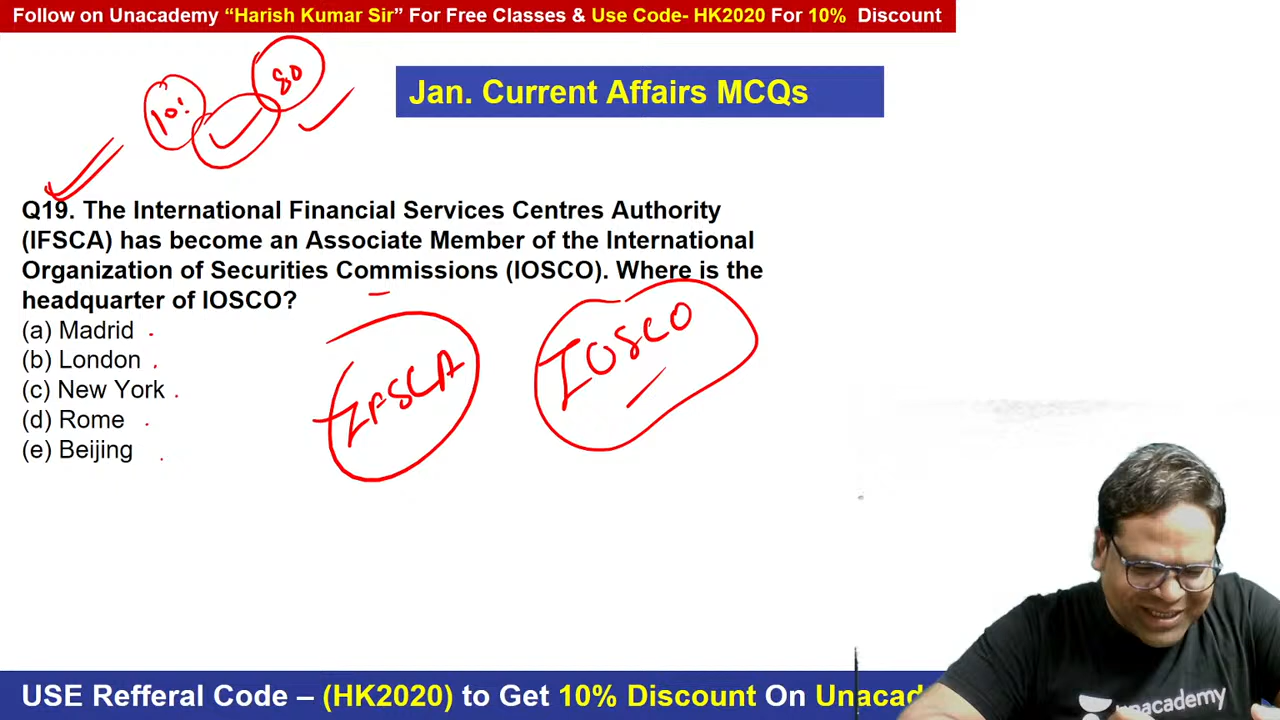 Follow on Unacademy “Harish Kumar Sir” For Free Classes & Use Code- HK2020 For 10% Discount
80
10:
Jan. Current Affairs MCQs
Q19. The International Financial Services Centres Authority
(IFSCA) has become an Associate Member of the International
Organization of Securities Commissions (IOSCO). Where is the
headquarter of IOSCO?
(a) Madrid
(b) London
(c) New York
(d) Rome
(e) Beijing
IFSCA
IOSCO
USE Refferal Code – (HK2020) to Get 10% Discount On Unacad
unacademy